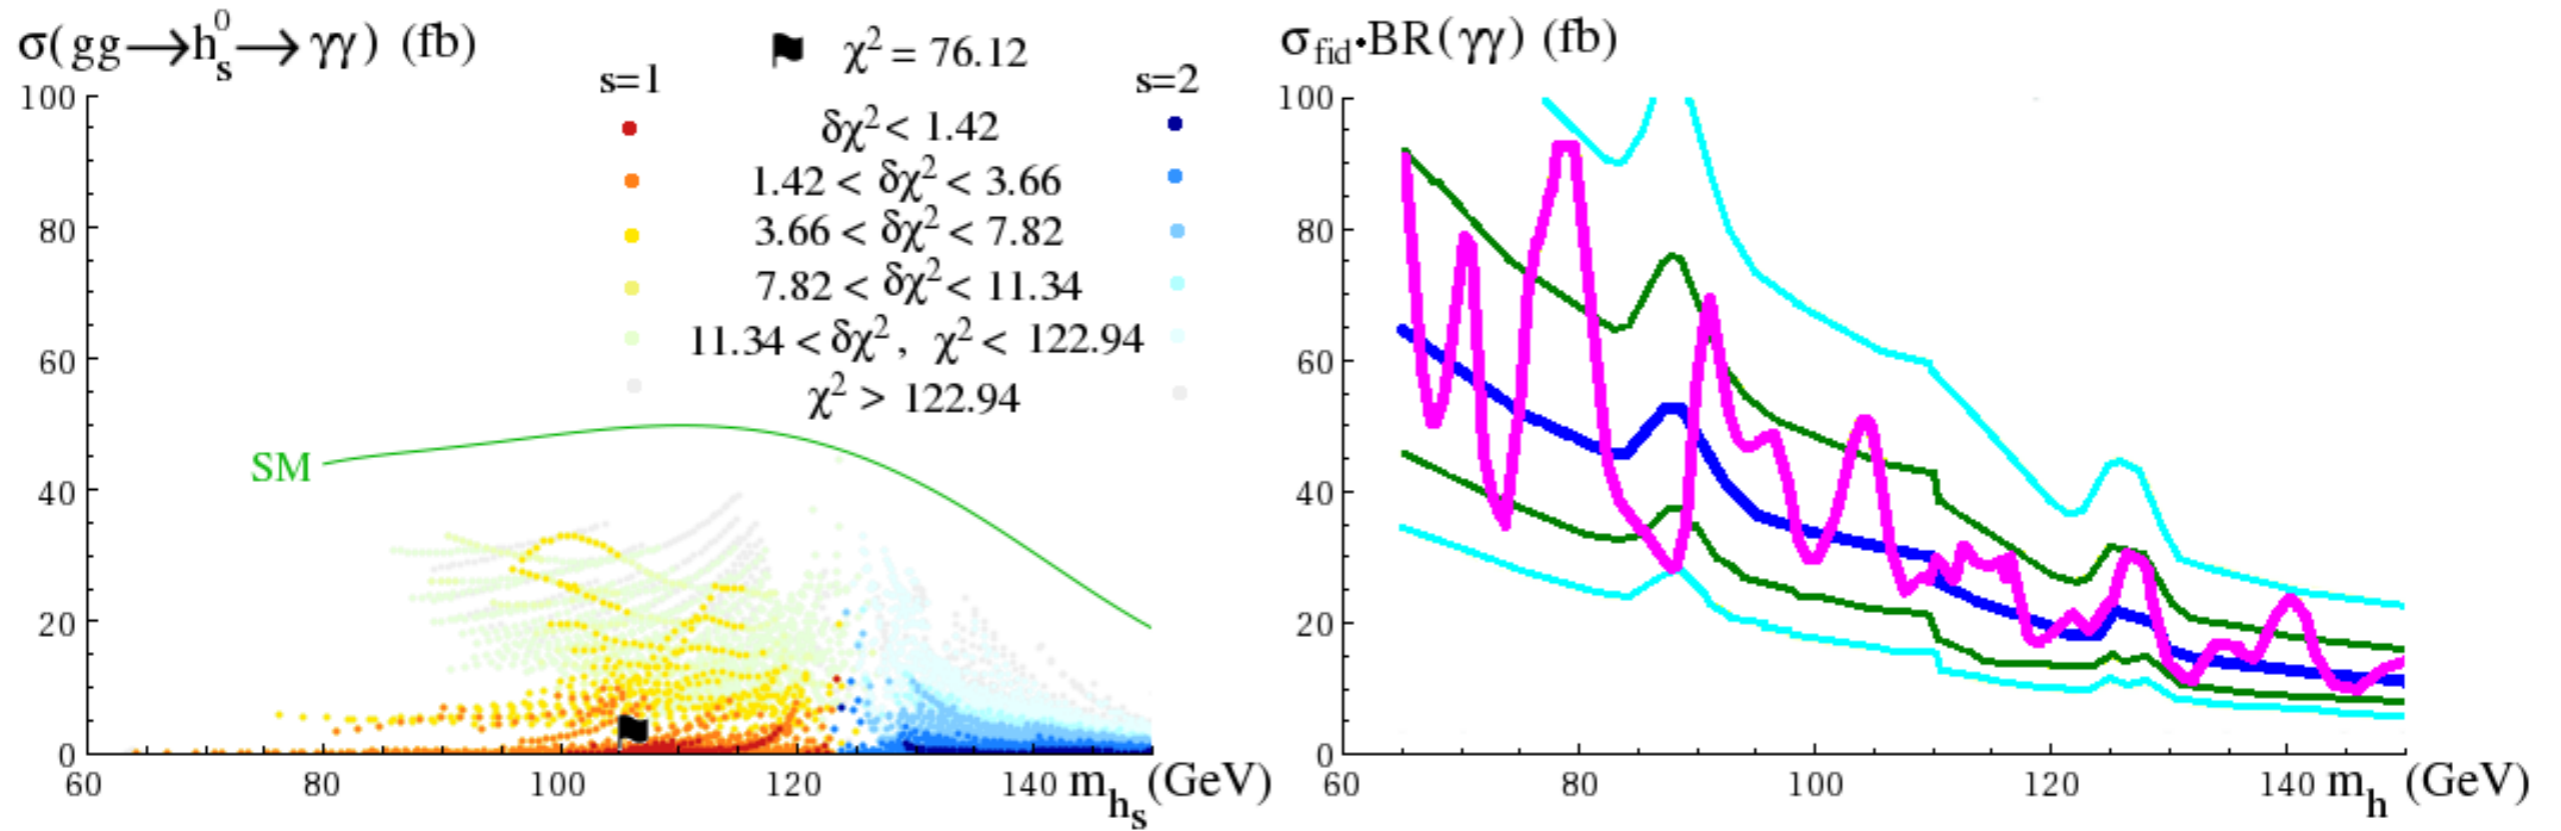 σ(gg→h⁰ₛ→γγ) (fb)
χ² = 76.12
s=1
s=2
δχ² < 1.42
1.42 < δχ² < 3.66
3.66 < δχ² < 7.82
7.82 < δχ² < 11.34
11.34 < δχ² , χ² < 122.94
χ² > 122.94
SM
100
80
60
40
20
0
60
80
100
120
140
m_hₛ (GeV)
σ_fid•BR(γγ) (fb)
100
80
60
40
20
0
60
80
100
120
140
m_h (GeV)